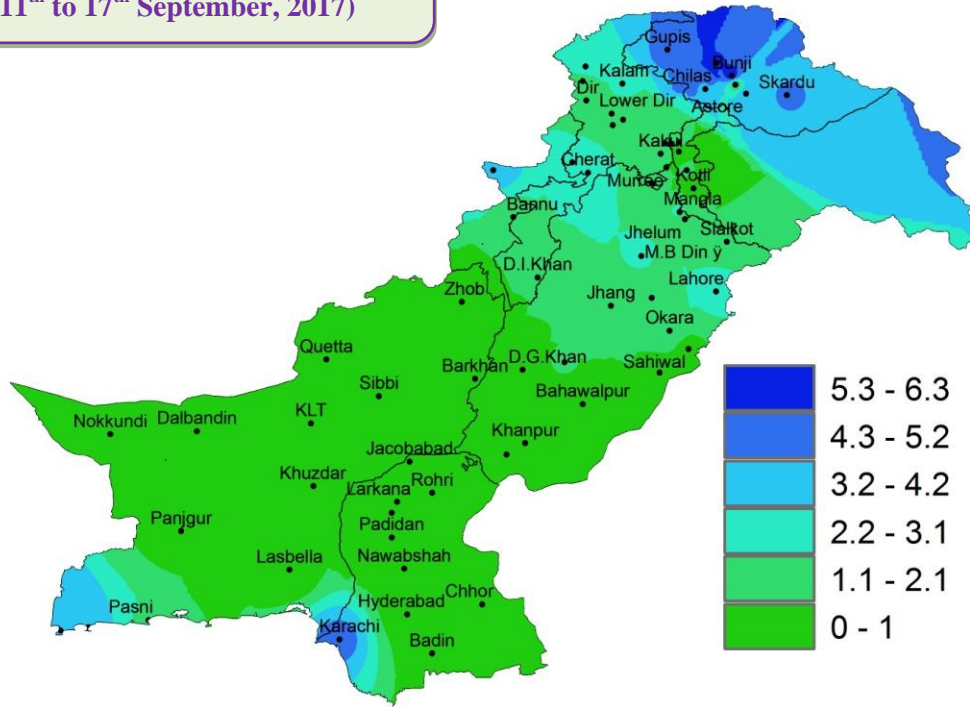 11th to 17th September, 2017)
Gupis
Bunji
Kalam
Chilas
Skardu
Dir
Lower Dir
Astore
Cherat
Murree
Kotli
Mangla
Bannu
Sialkot
Jhelum
M.B Din ÿ
D.I.Khan
Lahore
Zhob
Jhang
Okara
Quetta
D.G.Khan
Sahiwal
Barkhan
Sibbi
Bahawalpur
Nokkundi
Dalbandin
KLT
Khanpur
Jacobabad
Khuzdar
Rohri
Larkana
Panjgur
Padidan
Lasbella
Nawabshah
Chhor
Pasni
Hyderabad
Karachi
Badin
5.3 - 6.3
4.3 - 5.2
3.2 - 4.2
2.2 - 3.1
1.1 - 2.1
0 - 1